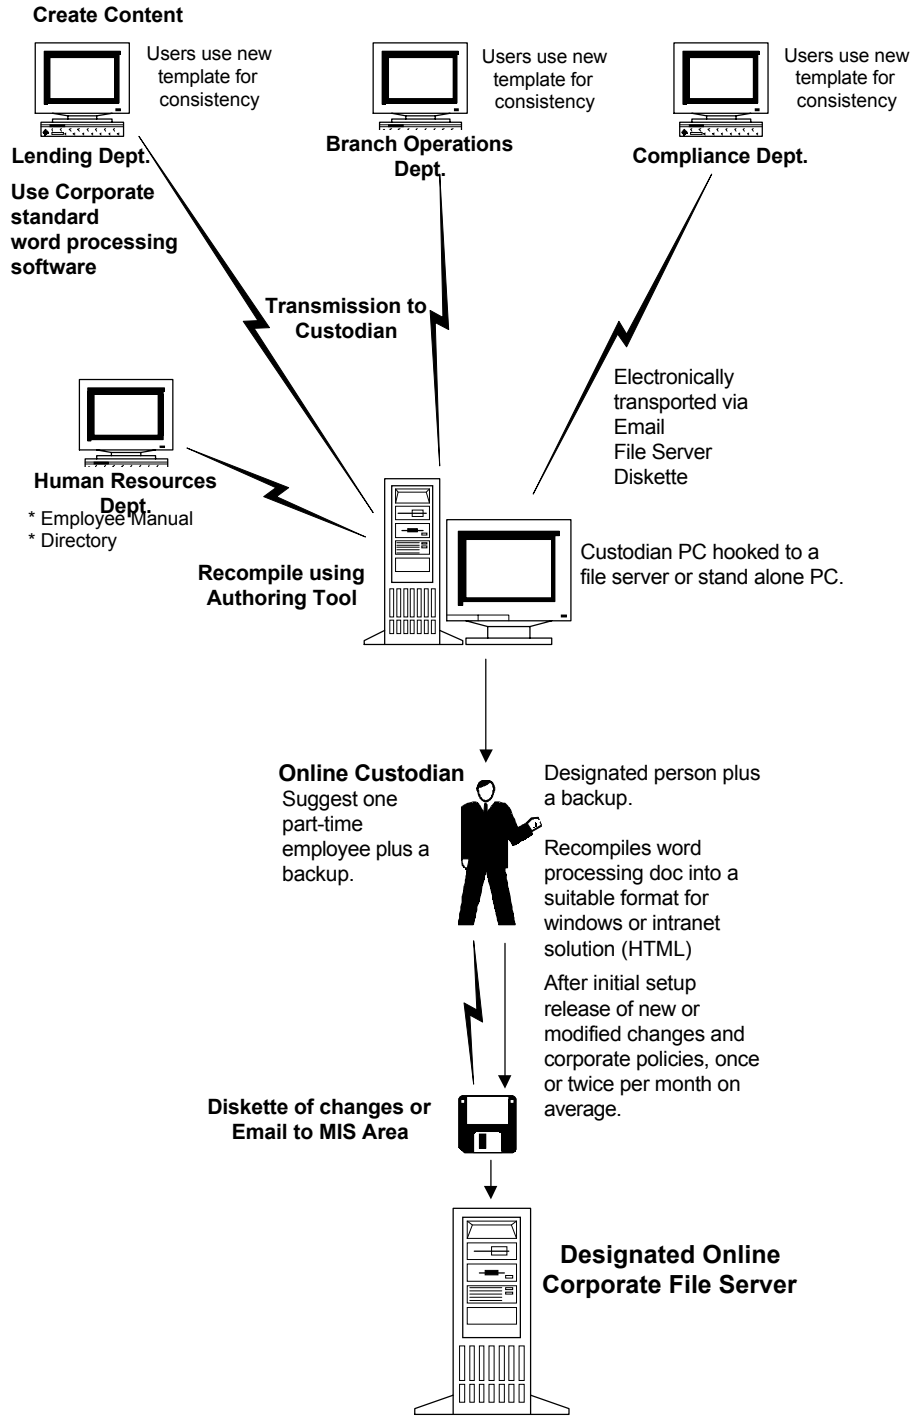 Create Content
Users use new
template for
consistency
Users use new
template for
consistency
Users use new
template for
consistency
Lending Dept.
Branch Operations
Dept.
Compliance Dept.
Use Corporate
standard
word processing
software
Transmission to
Custodian
Electronically
transported via
Email
File Server
Diskette
Human Resources
Dept.
* Employee Manual
* Directory
Recompile using
Authoring Tool
Custodian PC hooked to a
file server or stand alone PC.
Online Custodian
Suggest one
part-time
employee plus a
backup.
Designated person plus
a backup.
Recompiles word
processing doc into a
suitable format for
windows or intranet
solution (HTML)
After initial setup
release of new or
modified changes and
corporate policies, once
or twice per month on
average.
Diskette of changes or
Email to MIS Area
Designated Online
Corporate File Server